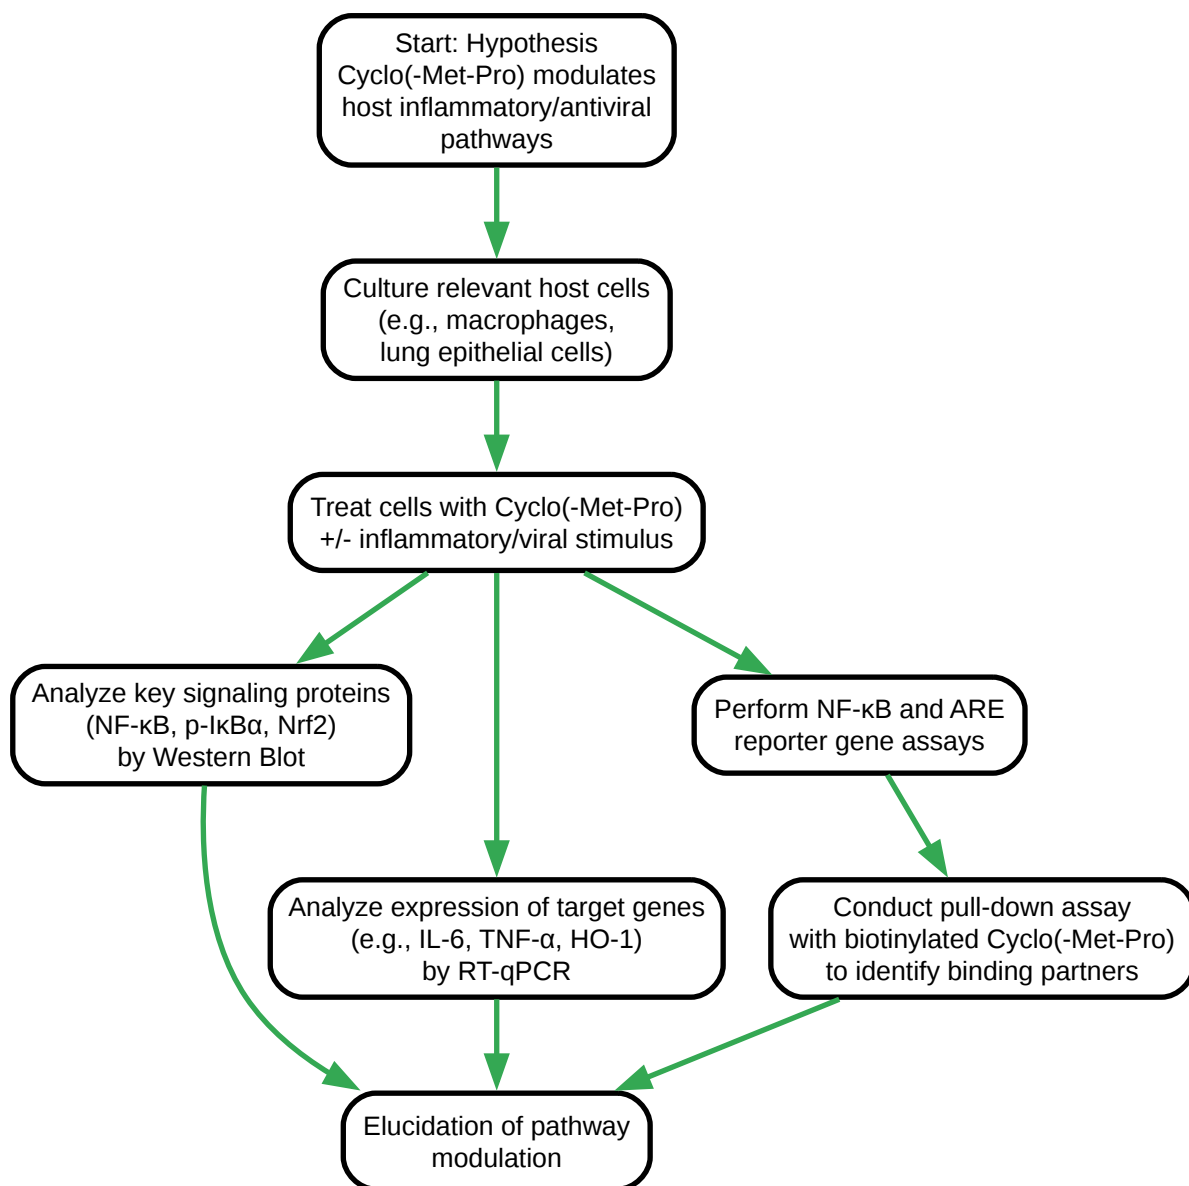 Start: Hypothesis
Cyclo(-Met-Pro) modulates
host inflammatory/antiviral
pathways
Culture relevant host cells
(e.g., macrophages,
lung epithelial cells)
Treat cells with Cyclo(-Met-Pro)
+/- inflammatory/viral stimulus
Analyze key signaling proteins
(NF-κB, p-IκBα, Nrf2)
by Western Blot
Perform NF-κB and ARE
reporter gene assays
Analyze expression of target genes
(e.g., IL-6, TNF-α, HO-1)
by RT-qPCR
Conduct pull-down assay
with biotinylated Cyclo(-Met-Pro)
to identify binding partners
Elucidation of pathway
modulation